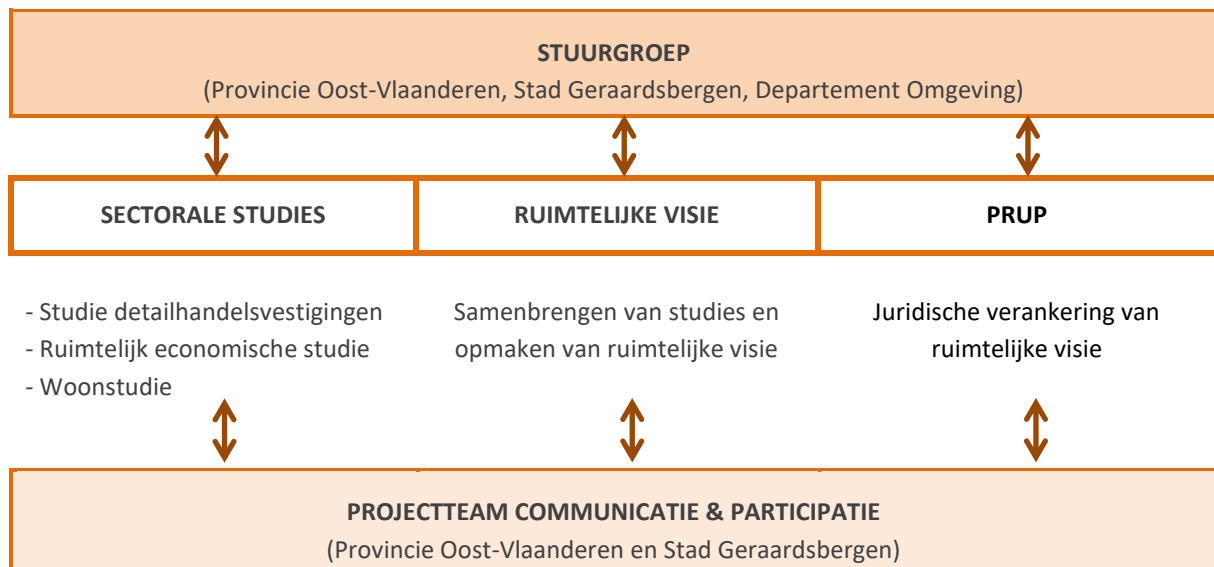 STUURGROEP
(Provincie Oost-Vlaanderen, Stad Geraardsbergen, Departement Omgeving)
SECTORALE STUDIES
RUIMTELIJKE VISIE
PRUP
- Studie detailhandelsvestigingen
- Ruimtelijk economische studie
- Woonstudie
Samenbrengen van studies en
opmaken van ruimtelijke visie
Juridische verankering van
ruimtelijke visie
PROJECTTEAM COMMUNICATIE & PARTICIPATIE
(Provincie Oost-Vlaanderen en Stad Geraardsbergen)